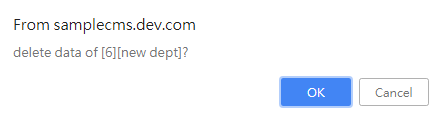 From samplecms.dev.com
delete data of [6][new dept]?
OK
Cancel